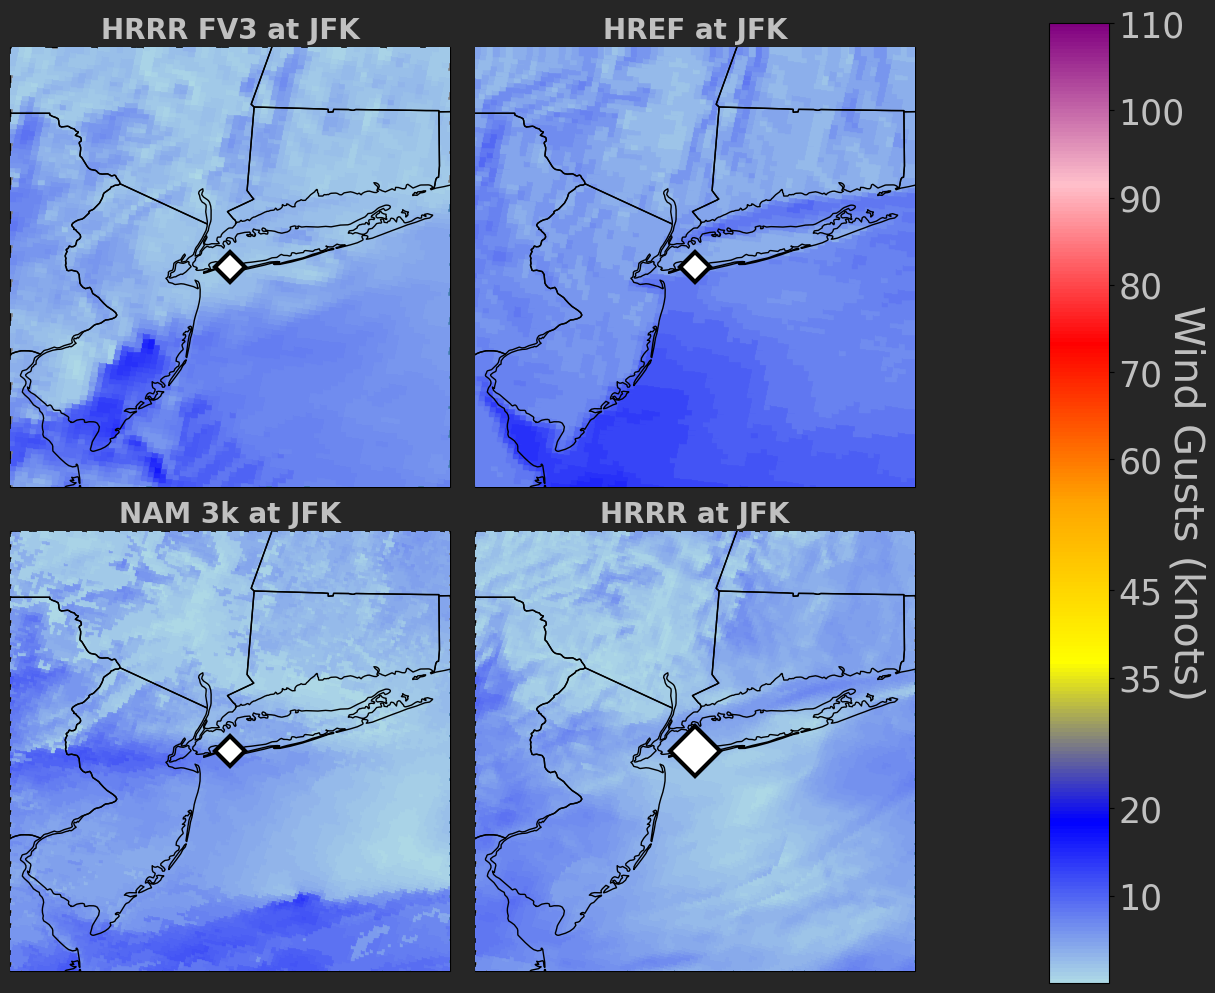 HRRR FV3 at JFK
HREF at JFK
NAM 3k at JFK
HRRR at JFK
110
100
90
80
70
60
45
35
20
10
Wind Gusts (knots)